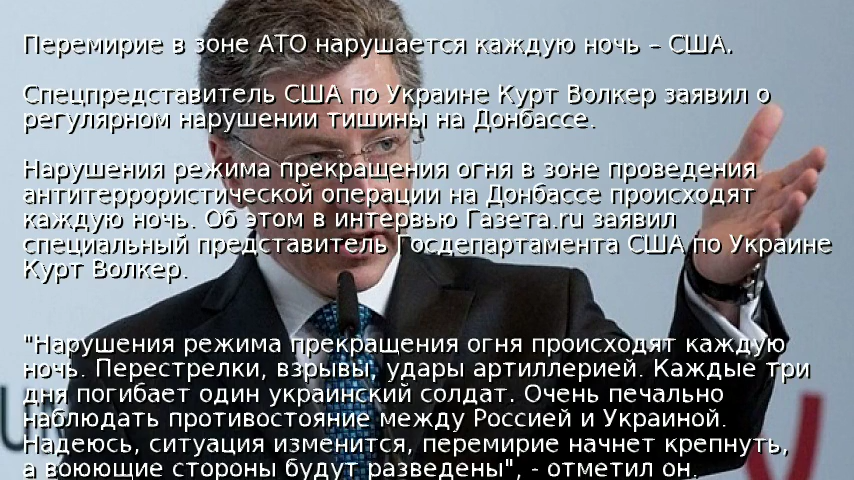 Перемирие в зоне АТО нарушается каждую ночь – США.
Спецпредставитель США по Украине Курт Волкер заявил о
регулярном нарушении тишины на Донбассе.
Нарушения режима прекращения огня в зоне проведения
антитеррористической операции на Донбассе происходят
каждую ночь. Об этом в интервью Газета.ru заявил
специальный представитель Госдепартамента США по Украине
Курт Волкер.
"Нарушения режима прекращения огня происходят каждую
ночь. Перестрелки, взрывы, удары артиллерией. Каждые три
дня погибает один украинский солдат. Очень печально
наблюдать противостояние между Россией и Украиной.
Надеюсь, ситуация изменится, перемирие начнет крепнуть,
а воюющие стороны будут разведены", - отметил он.